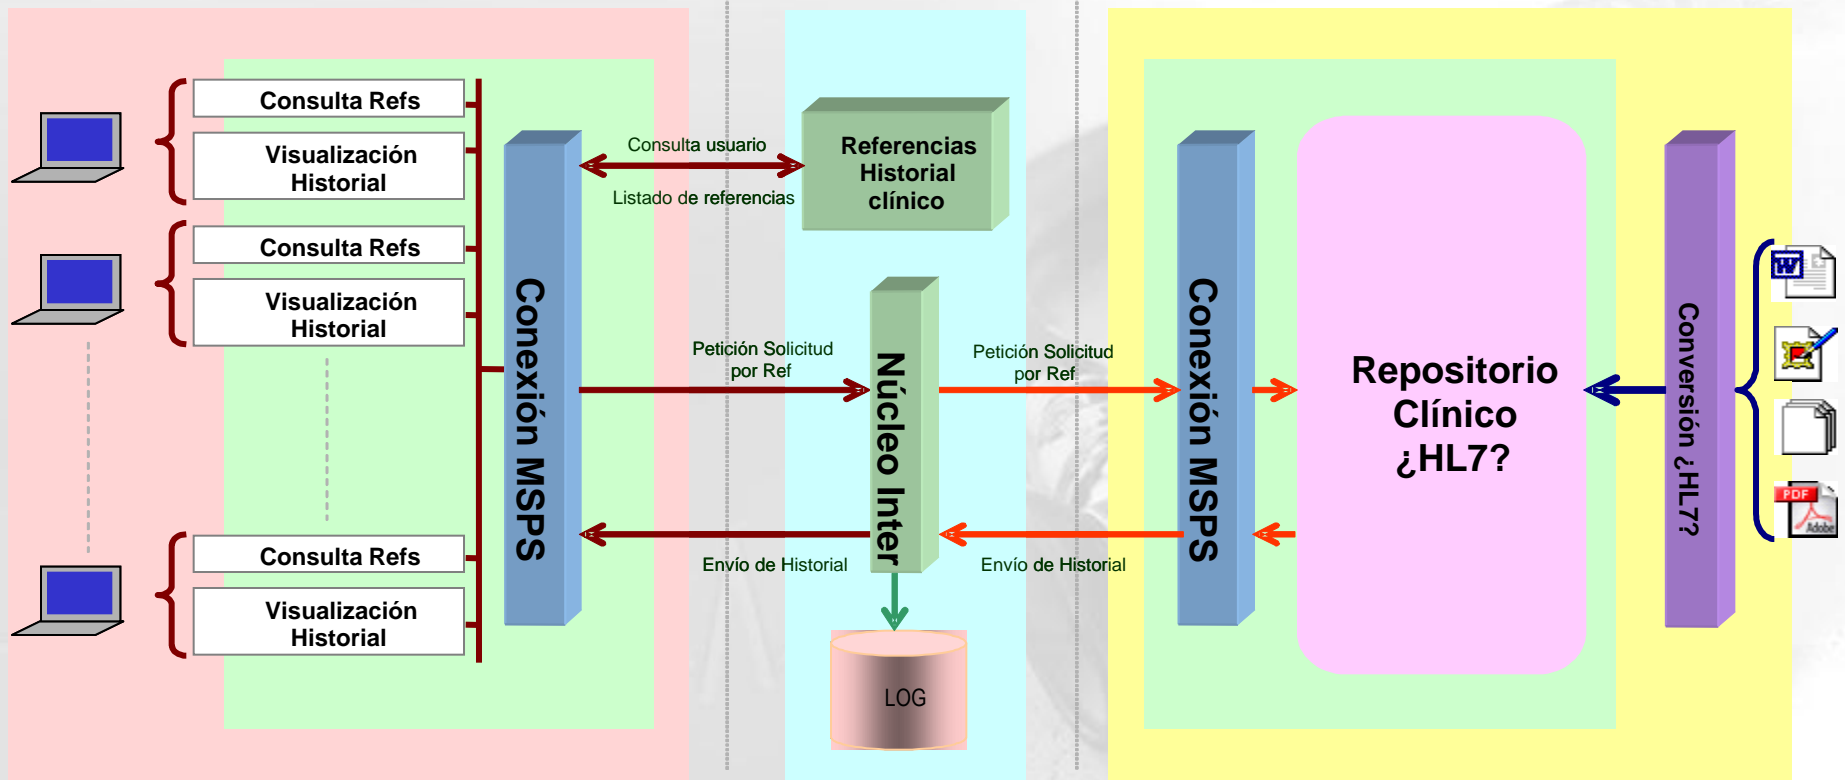 Consulta Refs
Visualización
Historial
Consulta Refs
Visualización
Historial
Consulta Refs
Visualización
Historial
Conexión MSPS
Consulta usuario
Listado de referencias
Referencias
Historial
clínico
Petición Solicitud
por Ref
Envío de Historial
Núcleo Inter
LOG
Petición Solicitud
por Ref
Envío de Historial
Conexión MSPS
Repositorio
Clínico
¿HL7?
Conversión ¿HL7?
W
PDF
Adobe